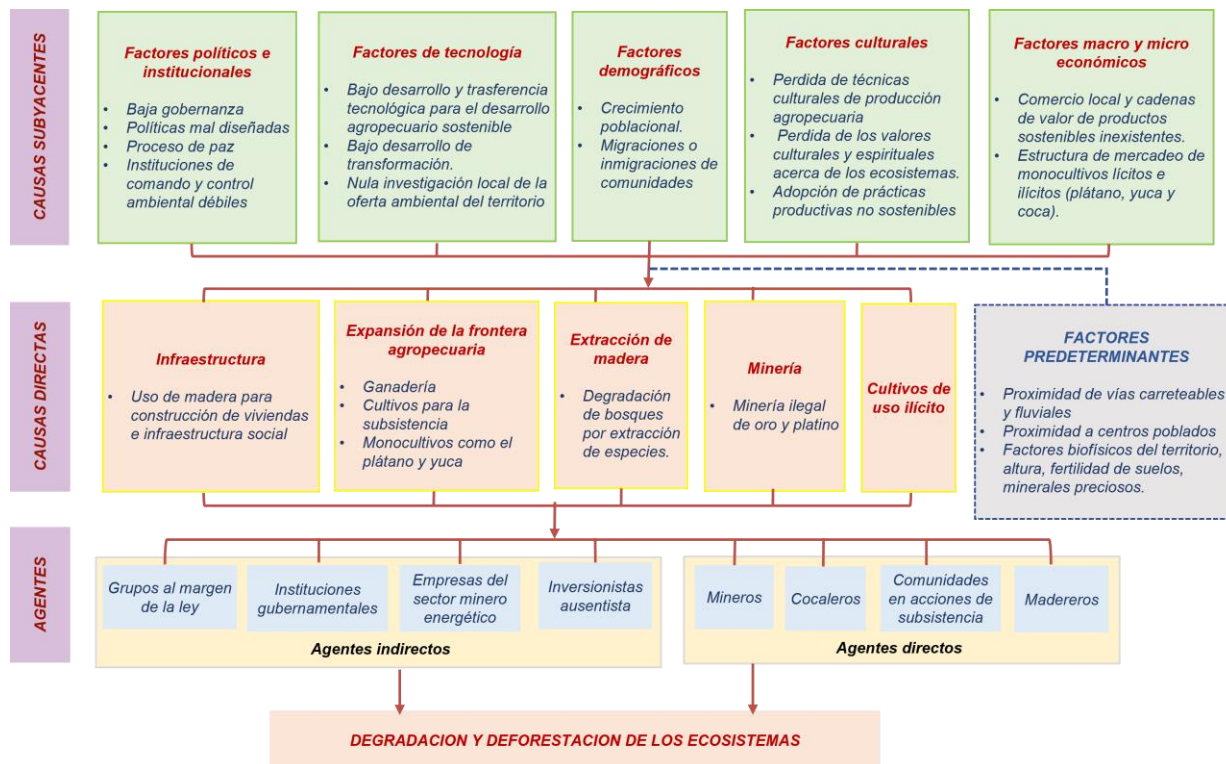 CAUSAS SUBYACENTES
Factores políticos e
institucionales
• Baja gobernanza
• Políticas mal diseñadas
• Proceso de paz
• Instituciones de
comando y control
ambiental débiles
Factores de tecnología
• Bajo desarrollo y trasferencia
tecnológica para el desarrollo
agropecuario sostenible
• Bajo desarrollo de
transformación.
• Nula investigación local de la
oferta ambiental del territorio
Factores
demográficos
• Crecimiento
poblacional.
• Migraciones o
inmigraciones de
comunidades
Factores culturales
• Perdida de técnicas
culturales de producción
agropecuaria
• Perdida de los valores
culturales y espirituales
acerca de los ecosistemas.
• Adopción de prácticas
productivas no sostenibles
Factores macro y micro
económicos
• Comercio local y cadenas
de valor de productos
sostenibles inexistentes.
• Estructura de mercadeo de
monocultivos lícitos e
ilícitos (plátano, yuca y
coca).
CAUSAS DIRECTAS
Infraestructura
• Uso de madera para
construcción de viviendas
e infraestructura social
Expansión de la frontera
agropecuaria
• Ganadería
• Cultivos para la
subsistencia
• Monocultivos como el
plátano y yuca
Extracción de
madera
• Degradación
de bosques
por extracción
de especies.
Minería
• Minería ilegal
de oro y platino
Cultivos de
uso ilícito
FACTORES
PREDETERMINANTES
• Proximidad de vías carreteables
y fluviales
• Proximidad a centros poblados
• Factores biofísicos del territorio,
altura, fertilidad de suelos,
minerales preciosos.
AGENTES
Grupos al margen
de la ley
Instituciones
gubernamentales
Empresas del
sector minero
energético
Inversionistas
ausentista
Agentes indirectos
Mineros
Cocaleros
Comunidades
en acciones de
subsistencia
Madereros
Agentes directos
DEGRADACION Y DEFORESTACION DE LOS ECOSISTEMAS